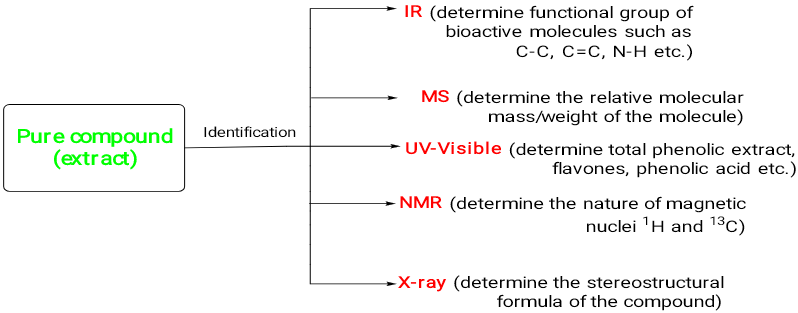 IR (determine functional group of
bioactive molecules such as
C-C, C=C, N-H etc.)
MS (determine the relative molecular
mass/weight of the molecule)
Pure compound
(extract)
Identification
UV-Visible (determine total phenolic extract,
flavones, phenolic acid etc.)
NMR (determine the nature of magnetic
nuclei ¹H and ¹³C)
X-ray (determine the stereostructural
formula of the compound)